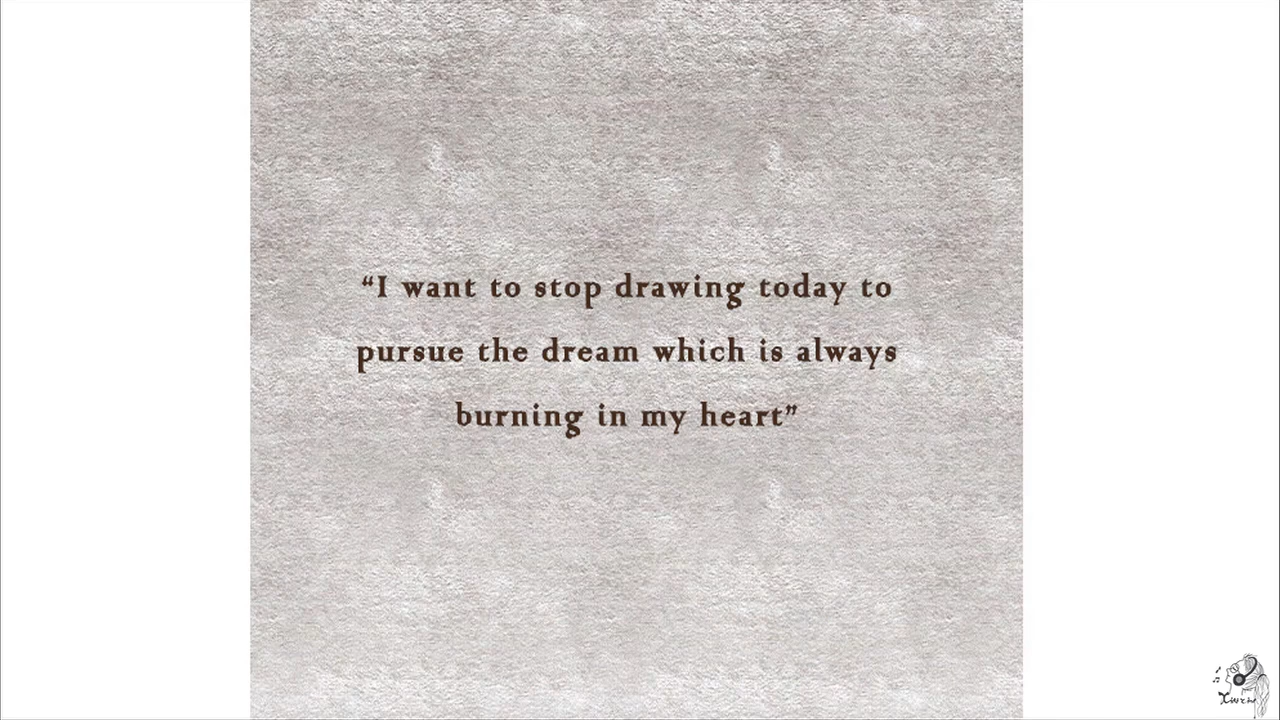 “I want to stop drawing today to
pursue the dream which is always
burning in my heart”